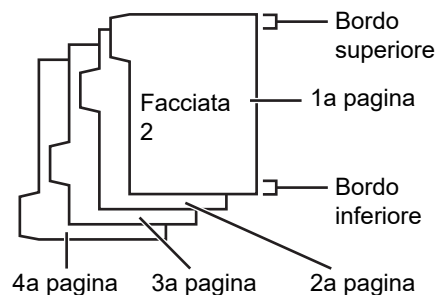 Bordo
superiore
Facciata
2
1a pagina
Bordo
inferiore
4a pagina
3a pagina
2a pagina